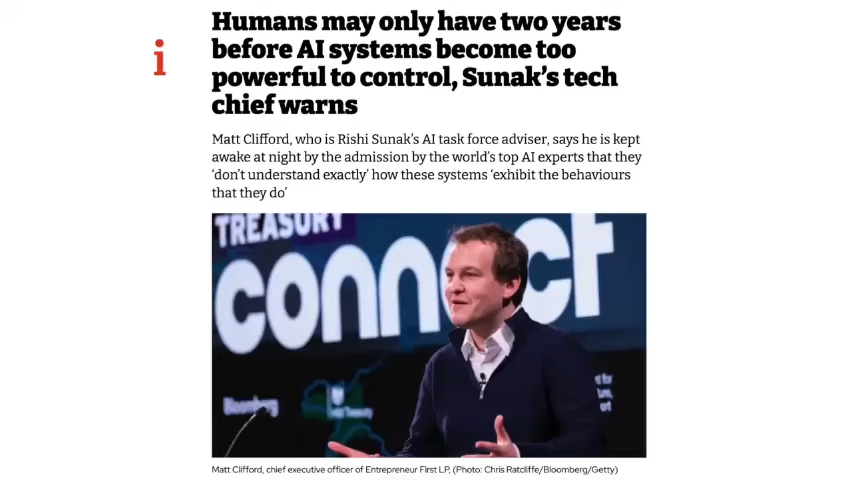 Humans may only have two years
before AI systems become too
i
powerful to control, Sunak's tech
chief warns
Matt Clifford, who is Rishi Sunak's AI task force adviser, says he is kept
awake at night by the admission by the world's top AI experts that they
'don't understand exactly' how these systems 'exhibit the behaviours
that they do'
TREASURY
connect
Bloomberg
Treasury
Matt Clifford, chief executive officer of Entrepreneur First LP, (Photo: Chris Ratcliffe/Bloomberg/Getty)